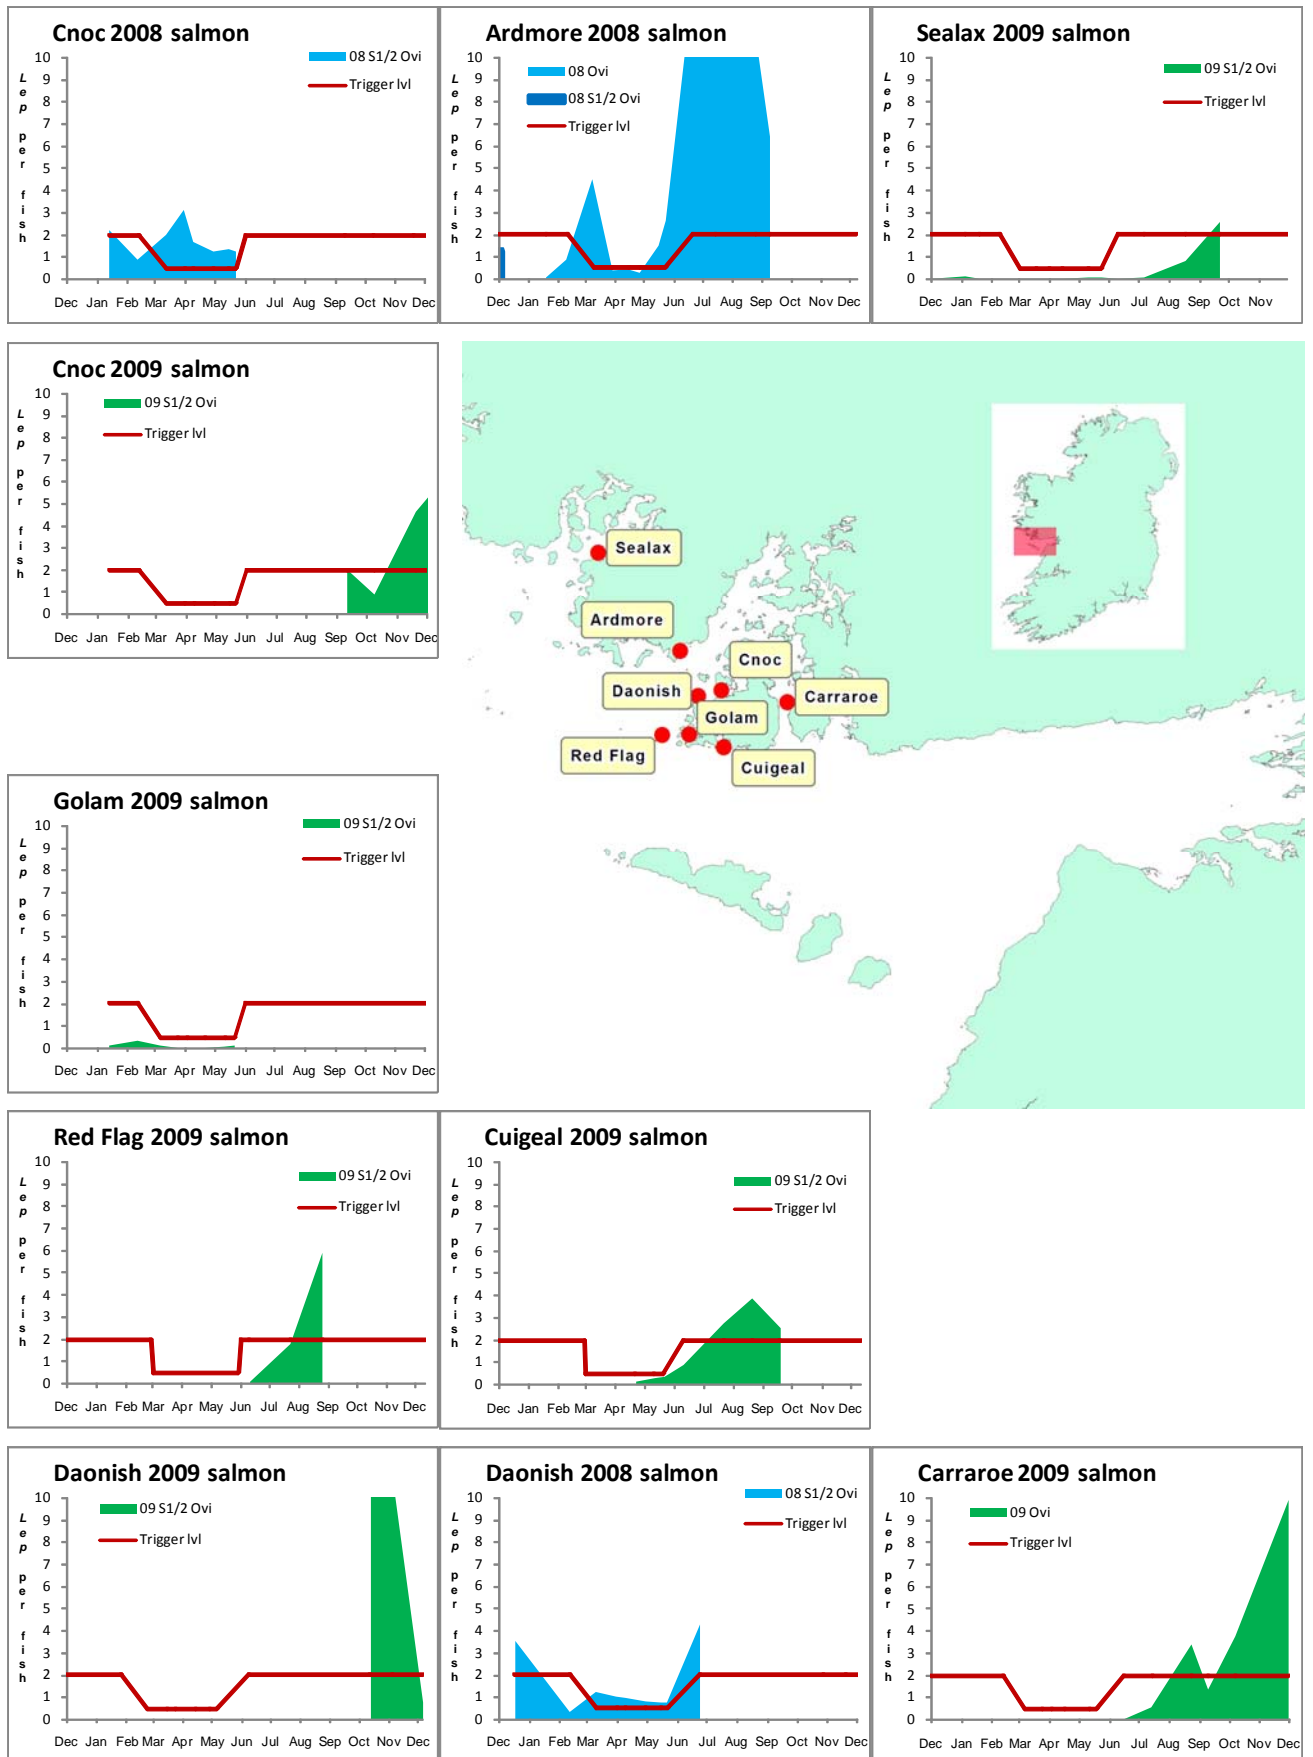 Cnoc 2008 salmon
Lep per fish
10
9
8
7
6
5
4
3
2
1
0
08 S1/2 Ovi
Trigger lvl
Dec Jan Feb Mar Apr May Jun Jul Aug Sep Oct Nov Dec
Ardmore 2008 salmon
Lep per fish
10
9
8
7
6
5
4
3
2
1
0
08 Ovi
08 S1/2 Ovi
Trigger lvl
Dec Jan Feb Mar Apr May Jun Jul Aug Sep Oct Nov Dec
Sealax 2009 salmon
Lep per fish
10
9
8
7
6
5
4
3
2
1
0
09 S1/2 Ovi
Trigger lvl
Dec Jan Feb Mar Apr May Jun Jul Aug Sep Oct Nov
Cnoc 2009 salmon
Lep per fish
10
9
8
7
6
5
4
3
2
1
0
09 S1/2 Ovi
Trigger lvl
Dec Jan Feb Mar Apr May Jun Jul Aug Sep Oct Nov Dec
Sealax
Ardmore
Cnoc
Daonish
Carraroe
Golam
Red Flag
Cuigeal
Golam 2009 salmon
Lep per fish
10
9
8
7
6
5
4
3
2
1
0
09 S1/2 Ovi
Trigger lvl
Dec Jan Feb Mar Apr May Jun Jul Aug Sep Oct Nov Dec
Red Flag 2009 salmon
Lep per fish
10
9
8
7
6
5
4
3
2
1
0
09 S1/2 Ovi
Trigger lvl
Dec Jan Feb Mar Apr May Jun Jul Aug Sep Oct Nov Dec
Cuigeal 2009 salmon
Lep per fish
10
9
8
7
6
5
4
3
2
1
0
09 S1/2 Ovi
Trigger lvl
Dec Jan Feb Mar Apr May Jun Jul Aug Sep Oct Nov Dec
Daonish 2009 salmon
Lep per fish
10
9
8
7
6
5
4
3
2
1
0
09 S1/2 Ovi
Trigger lvl
Dec Jan Feb Mar Apr May Jun Jul Aug Sep Oct Nov Dec
Daonish 2008 salmon
Lep per fish
10
9
8
7
6
5
4
3
2
1
0
08 S1/2 Ovi
Trigger lvl
Dec Jan Feb Mar Apr May Jun Jul Aug Sep Oct Nov Dec
Carraroe 2009 salmon
Lep per fish
10
9
8
7
6
5
4
3
2
1
0
09 Ovi
Trigger lvl
Dec Jan Feb Mar Apr May Jun Jul Aug Sep Oct Nov Dec